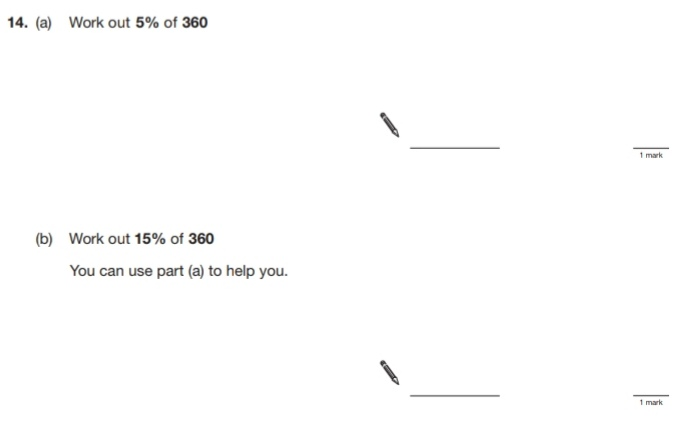 14. (a) Work out 5% of 360
1 mark
(b) Work out 15% of 360
You can use part (a) to help you.
1 mark